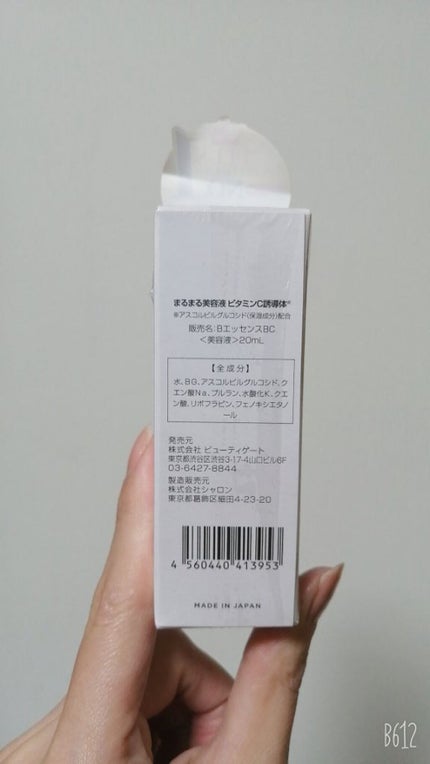 まるまる美容液 ビタミンC誘導体※
※アスコルビルグルコシド(保湿成分)配合
販売名:BエッセンスBC
<美容液>20mL
【全成分】
水、BG、アスコルビルグルコシド、ク
エン酸Na、プルラン、水酸化K、クエ
ン酸、リボフラビン、フェノキシエタノ
ール
発売元
株式会社 ビューティゲート
東京都渋谷区渋谷3-17-4山口ビル6F
03-6427-8844
製造販売元
株式会社シャロン
東京都葛飾区細田4-23-20
4 560440 413953
MADE IN JAPAN
B612